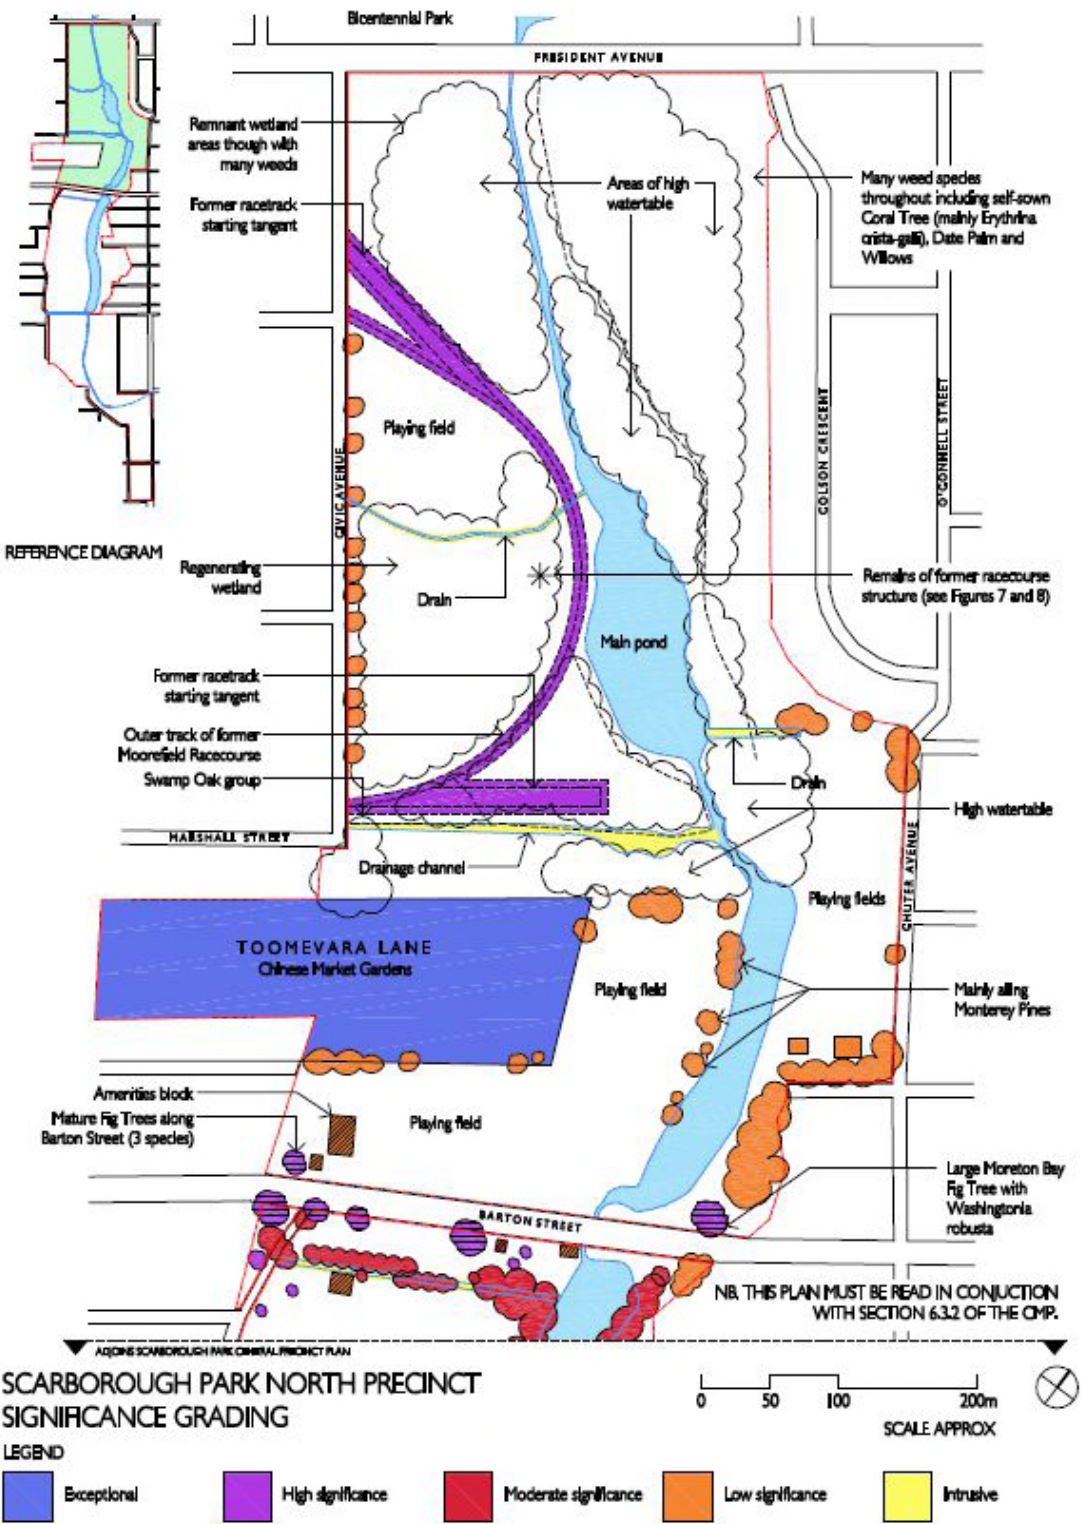 Bicentennial Park
PRESIDENT AVENUE
Remnant wetland
areas though with
many weeds
Former racetrack
starting tangent
Areas of high
watertable
Many weed species
throughout including self-sown
Coral Tree (mainly Erythrina
crista-galli), Date Palm and
Willows
Playing field
CIVIC AVENUE
COLSON CRESCENT
O'CONNELL STREET
REFERENCE DIAGRAM
Regenerating
wetland
Drain
Remains of former racecourse
structure (see Figures 7 and 8)
Main pond
Former racetrack
starting tangent
Outer track of former
Moorefield Racecourse
Swamp Oak group
Drain
High watertable
MARSHALL STREET
Drainage channel
CHUTER AVENUE
Playing fields
TOOMEVARA LANE
Chinese Market Gardens
Playing field
Mainly ailing
Monterey Pines
Amenities block
Mature Fig Trees along
Barton Street (3 species)
Playing field
Large Moreton Bay
Fig Tree with
Washingtonia
robusta
BARTON STREET
NB. THIS PLAN MUST BE READ IN CONJUCTION
WITH SECTION 6.3.2 OF THE CMP.
ADJOINS SCARBOROUGH PARK CENTRAL PRECINCT PLAN
SCARBOROUGH PARK NORTH PRECINCT
SIGNIFICANCE GRADING
0 50 100 200m
SCALE APPROX
LEGEND
Exceptional
High significance
Moderate significance
Low significance
Intrusive